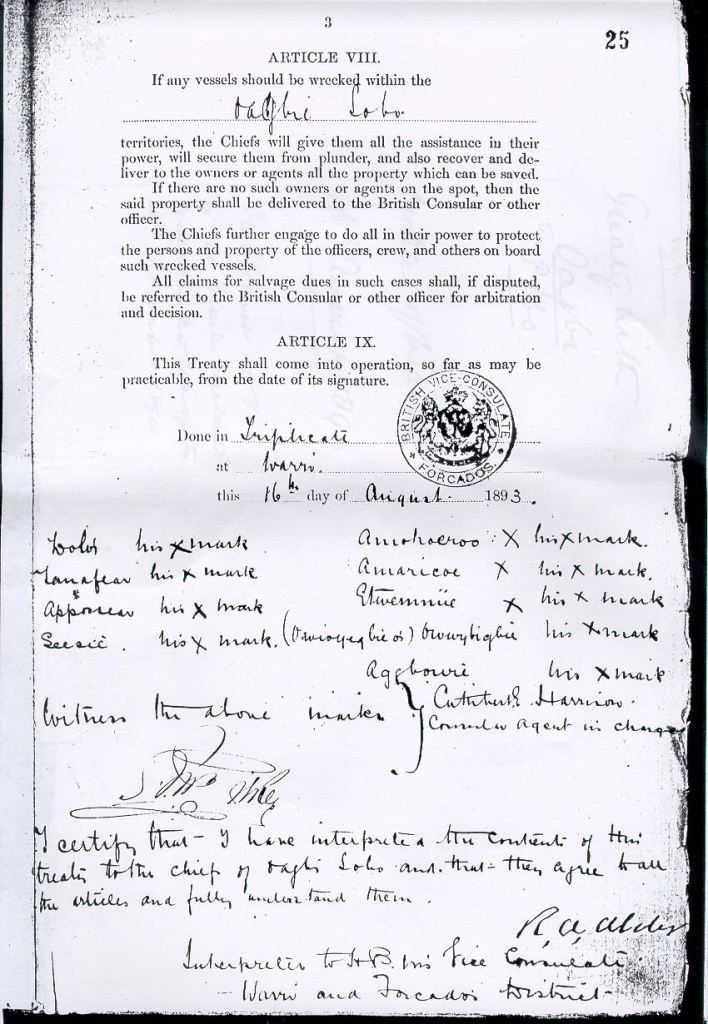 3
25
ARTICLE VIII.
If any vessels should be wrecked within the
Oagbi Sobo
territories, the Chiefs will give them all the assistance in their
power, will secure them from plunder, and also recover and de-
liver to the owners or agents all the property which can be saved.
If there are no such owners or agents on the spot, then the
said property shall be delivered to the British Consular or other
officer.
The Chiefs further engage to do all in their power to protect
the persons and property of the officers, crew, and others on board
such wrecked vessels.
All claims for salvage dues in such cases shall, if disputed,
be referred to the British Consular or other officer for arbitration
and decision.
ARTICLE IX.
This Treaty shall come into operation, so far as may be
practicable, from the date of its signature.
BRITISH VICE-CONSULATE
* FORCADOS. *
Done in Triplicate
at Warri.
this 16th day of August 1893.
his X mark Amohoeroo X his X mark.
his X mark Amaricoe X his X mark.
his X mark X his X mark
his X mark. his X mark
Aggbourie his X mark
Witness the above marks } Cuthbert E Harrison.
Consular Agent in charge
I certify that I have interpreted the contents of this
treaty to the chief of Oagbi Sobo and that they agree to all
the articles and fully understand them.
Interpreter to H.B.M's Vice Consulate
Warri and Forcados District